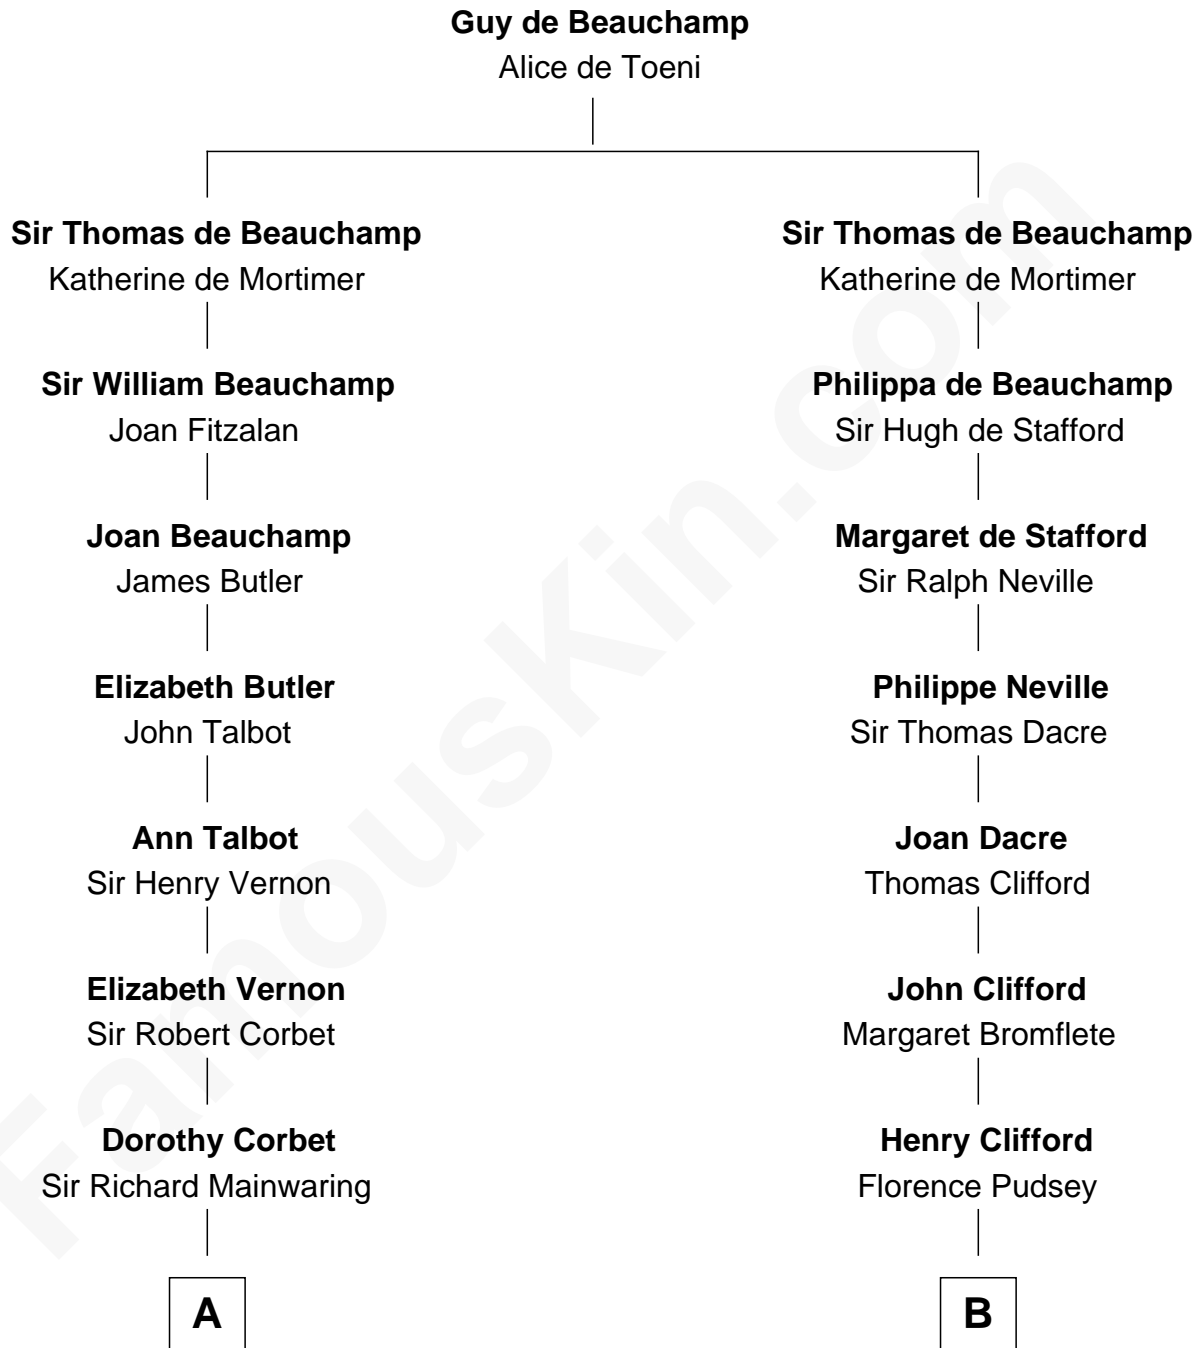 Guy de Beauchamp
Alice de Toeni
Sir Thomas de Beauchamp
Katherine de Mortimer
Sir Thomas de Beauchamp
Katherine de Mortimer
Sir William Beauchamp
Joan Fitzalan
Philippa de Beauchamp
Sir Hugh de Stafford
Joan Beauchamp
James Butler
Margaret de Stafford
Sir Ralph Neville
Elizabeth Butler
John Talbot
Philippe Neville
Sir Thomas Dacre
Ann Talbot
Sir Henry Vernon
Joan Dacre
Thomas Clifford
Elizabeth Vernon
Sir Robert Corbet
John Clifford
Margaret Bromflete
Dorothy Corbet
Sir Richard Mainwaring
Henry Clifford
Florence Pudsey
A
B
FamousKin.com